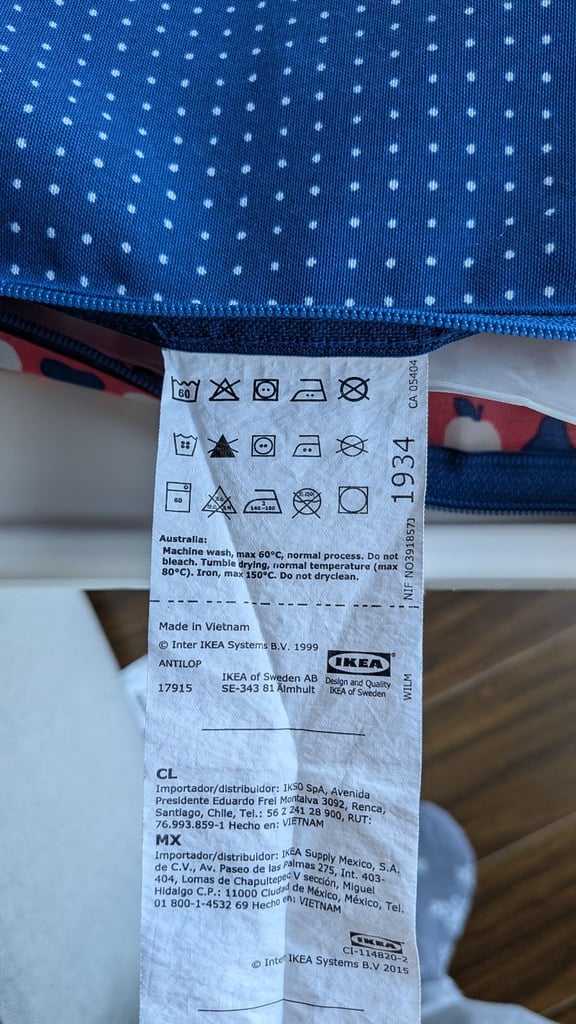 60
60
140-160
Australia:
Machine wash, max 60°C, normal process. Do not
bleach. Tumble drying, normal temperature (max
80°C). Iron, max 150°C. Do not dryclean.
CA 05404
1934
NIF NO3918571
WILM
Made in Vietnam
© Inter IKEA Systems B.V. 1999
ANTILOP
IKEA of Sweden AB
17915 SE-343 81 Älmhult
IKEA®
Design and Quality
IKEA of Sweden
CL
Importador/distribuidor: IKSO SpA, Avenida
Presidente Eduardo Frei Montalva 3092, Renca,
Santiago, Chile, Tel.: 56 2 241 28 900, RUT:
76.993.859-1 Hecho en: VIETNAM
MX
Importador/distribuidor: IKEA Supply Mexico, S.A.
de C.V., Av. Paseo de las Palmas 275, Int. 403-
404, Lomas de Chapultepec V sección, Miguel
Hidalgo C.P.: 11000 Ciudad de México, México, Tel.
01 800-1-4532 69 Hecho en: VIETNAM
IKEA
CI-114820-2
© Inter IKEA Systems B.V 2015